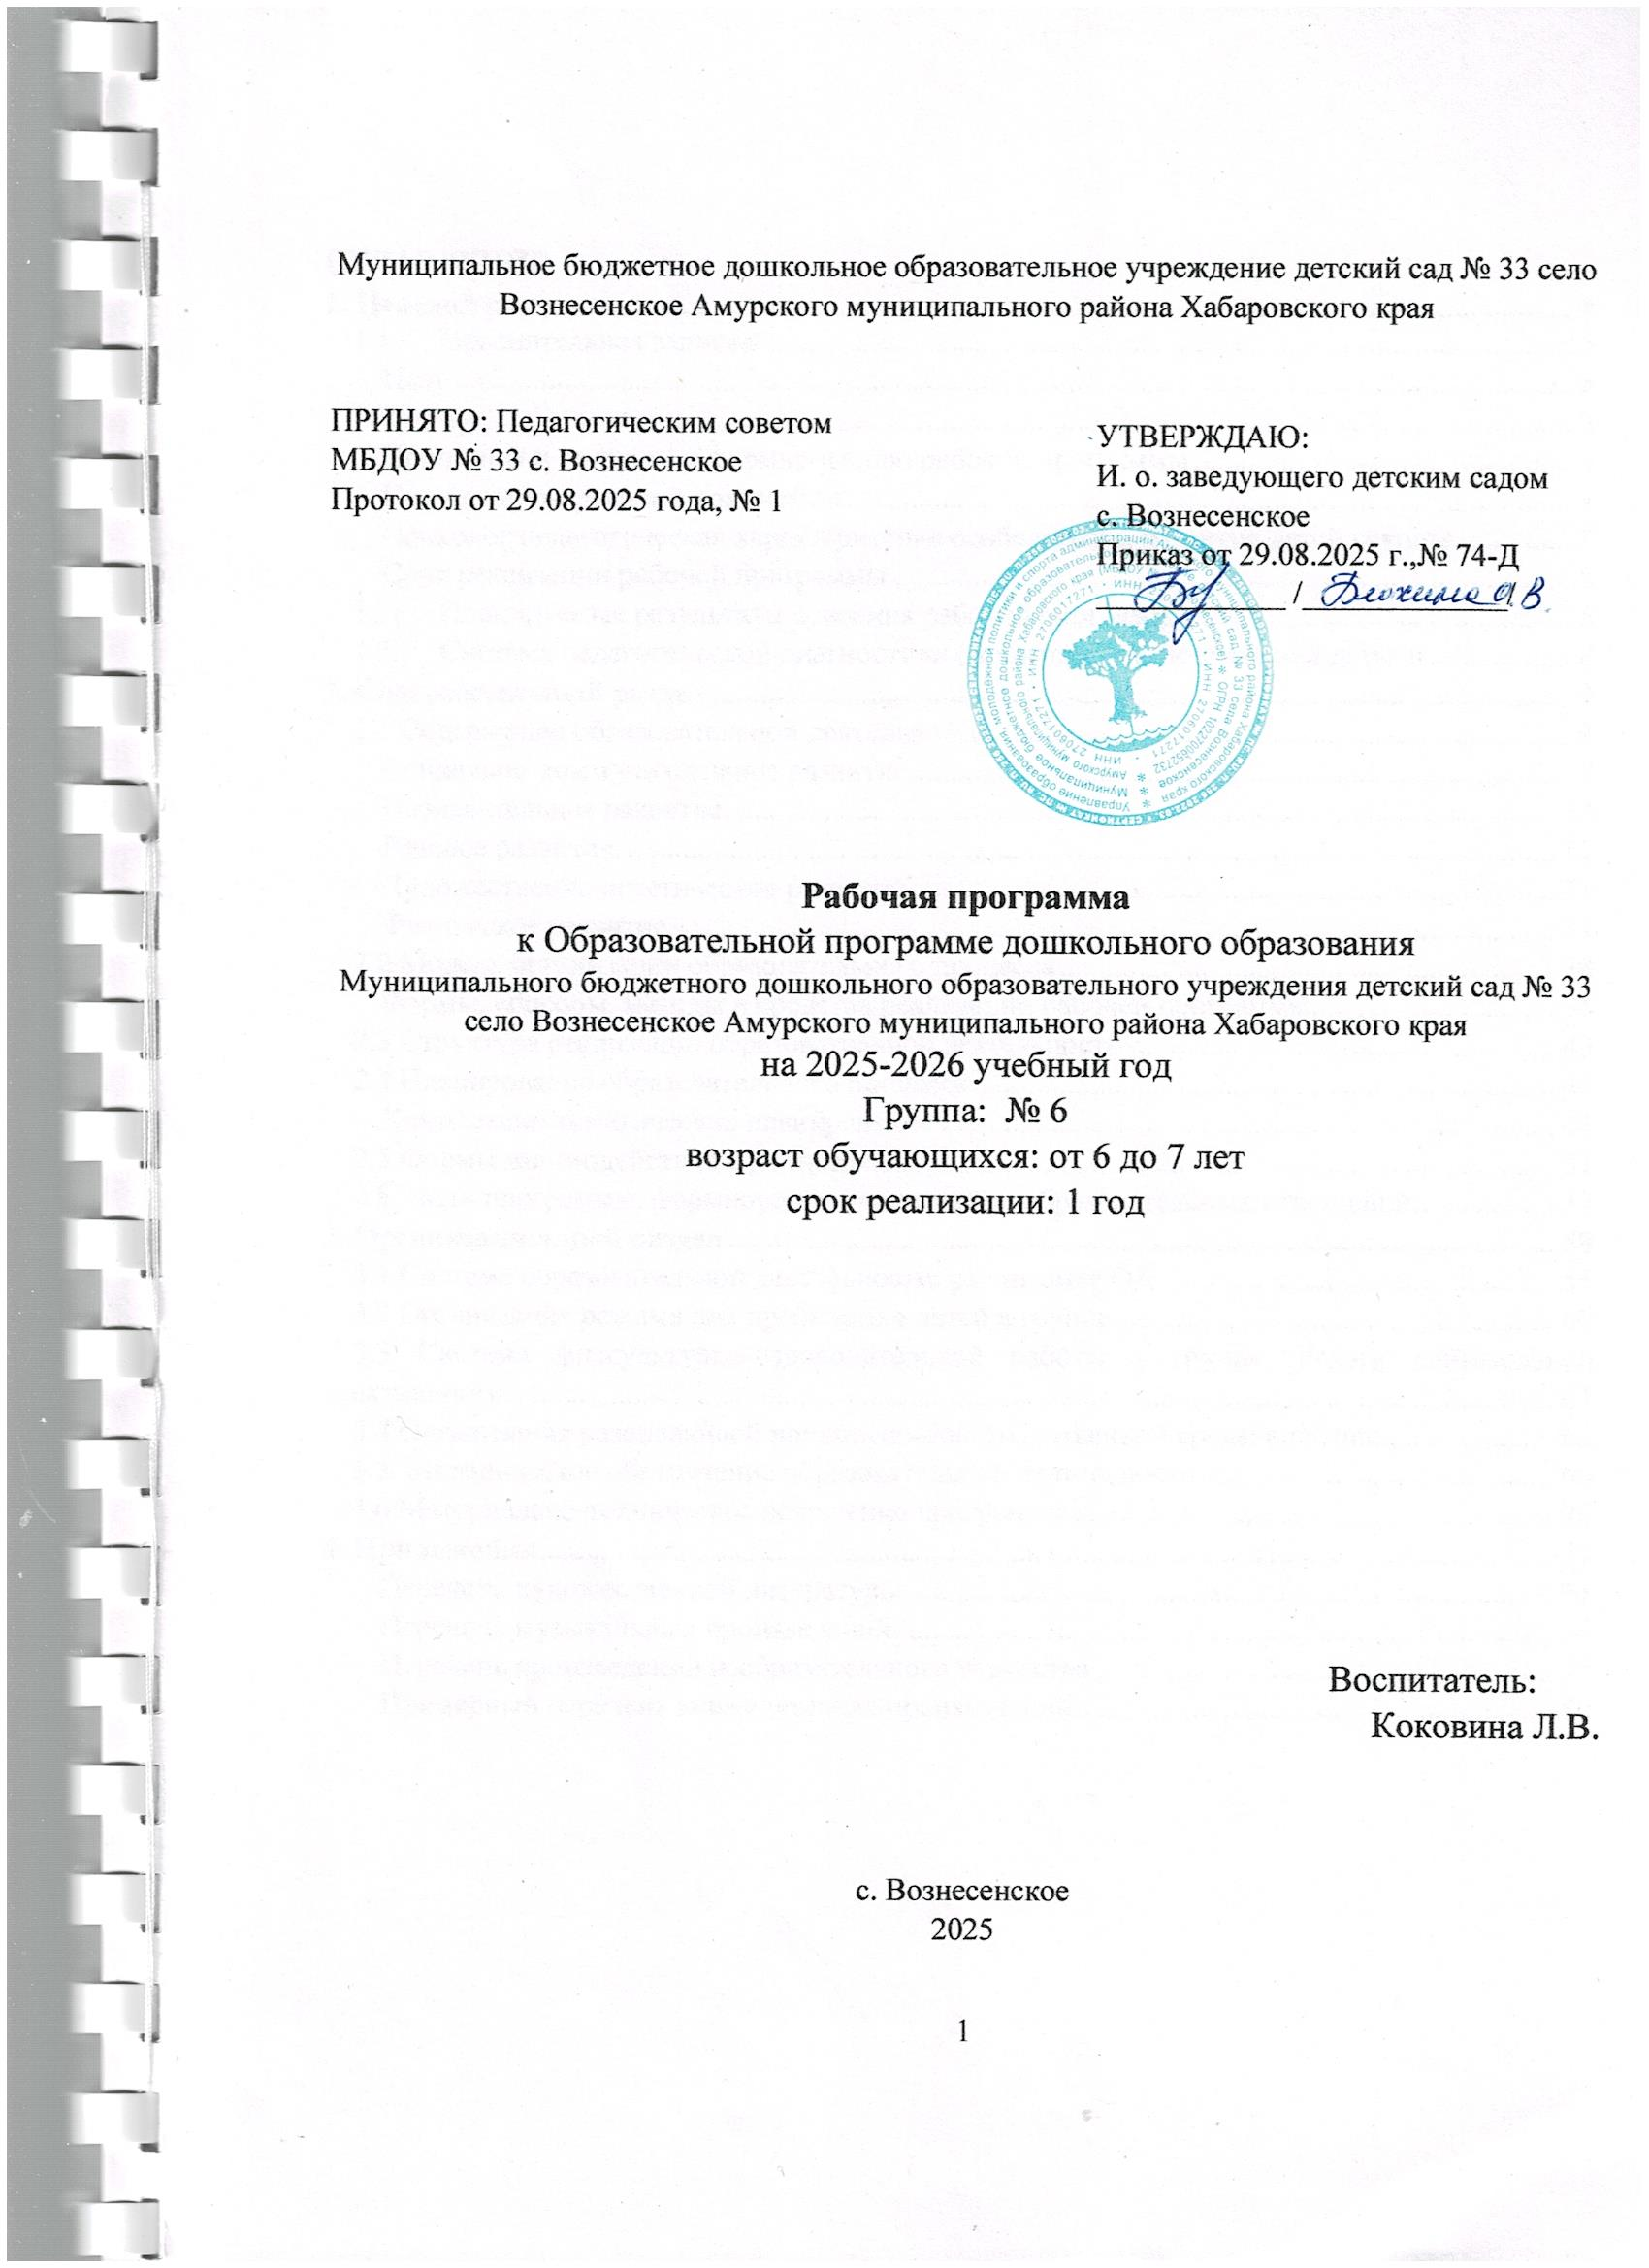 Муниципальное бюджетное дошкольное образовательное учреждение детский сад № 33 село
Вознесенское Амурского муниципального района Хабаровского края
ПРИНЯТО: Педагогическим советом
МБДОУ № 33 с. Вознесенское
Протокол от 29.08.2025 года, № 1
УТВЕРЖДАЮ:
И. о. заведующего детским садом
с. Вознесенское
Приказ от 29.08.2025 г.,№ 74-Д
/ Блохина А.В.
Рабочая программа
к Образовательной программе дошкольного образования
Муниципального бюджетного дошкольного образовательного учреждения детский сад № 33
село Вознесенское Амурского муниципального района Хабаровского края
на 2025-2026 учебный год
Группа: № 6
возраст обучающихся: от 6 до 7 лет
срок реализации: 1 год
Воспитатель:
Коковина Л.В.
с. Вознесенское
2025
1